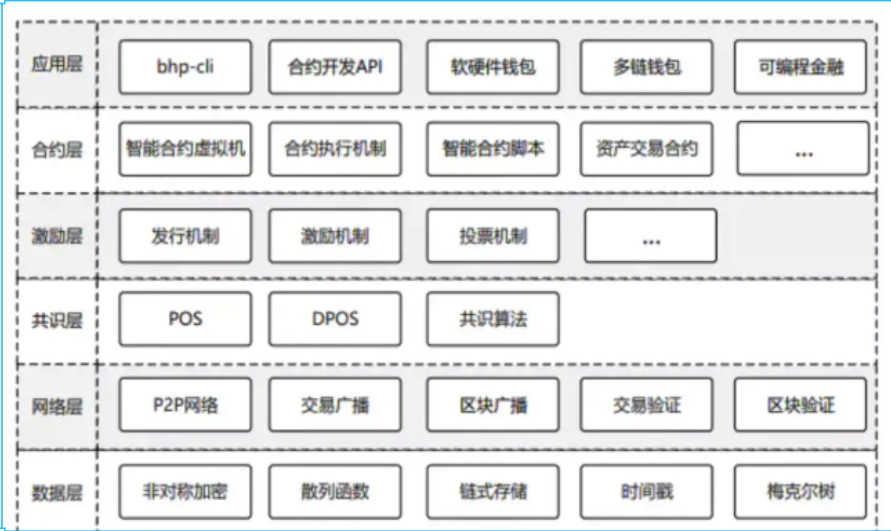 应用层 bhp-cli 合约开发API 软硬件钱包 多链钱包 可编程金融
合约层 智能合约虚拟机 合约执行机制 智能合约脚本 资产交易合约 ...
激励层 发行机制 激励机制 投票机制 ...
共识层 POS DPOS 共识算法
网络层 P2P网络 交易广播 区块广播 交易验证 区块验证
数据层 非对称加密 散列函数 链式存储 时间戳 梅克尔树